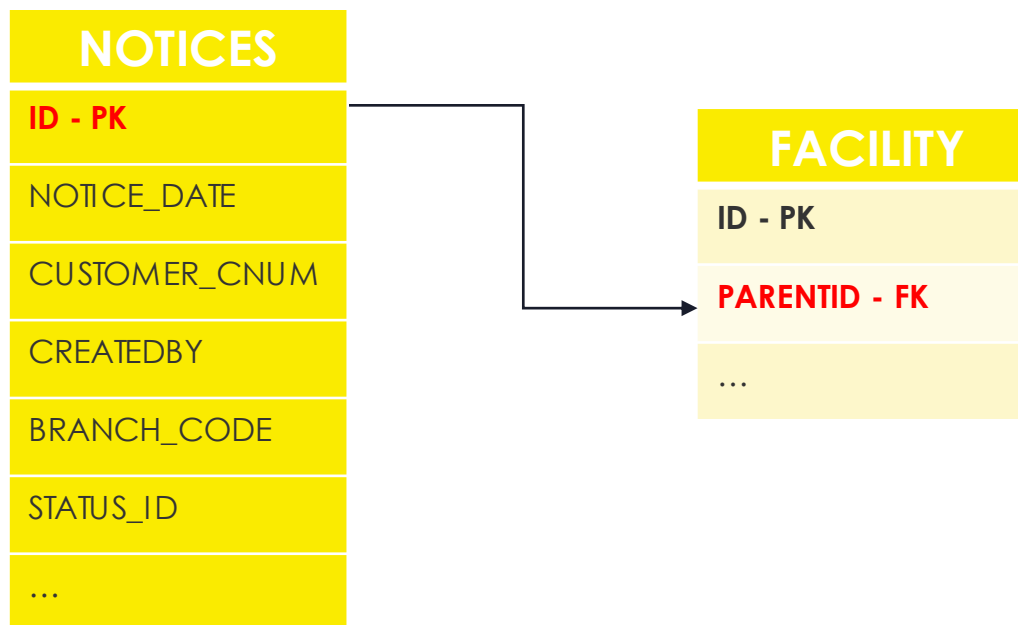 NOTICES
ID - PK
NOTICE_DATE
CUSTOMER_CNUM
CREATEDBY
BRANCH_CODE
STATUS_ID
...
FACILITY
ID - PK
PARENTID - FK
...